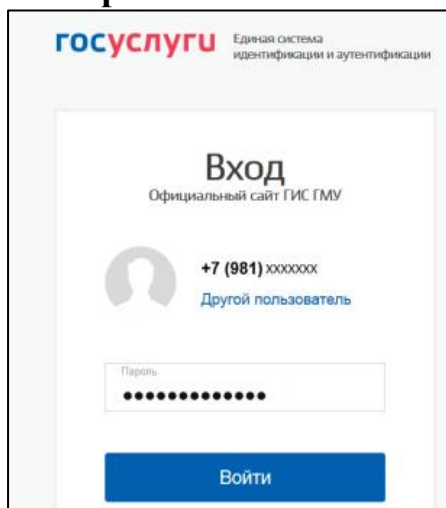 госуслуги
Единая система
идентификации и аутентификации
Вход
Официальный сайт ГИС ГМУ
+7 (981) xxxxxxx
Другой пользователь
Пароль
•••••••••••••
Войти